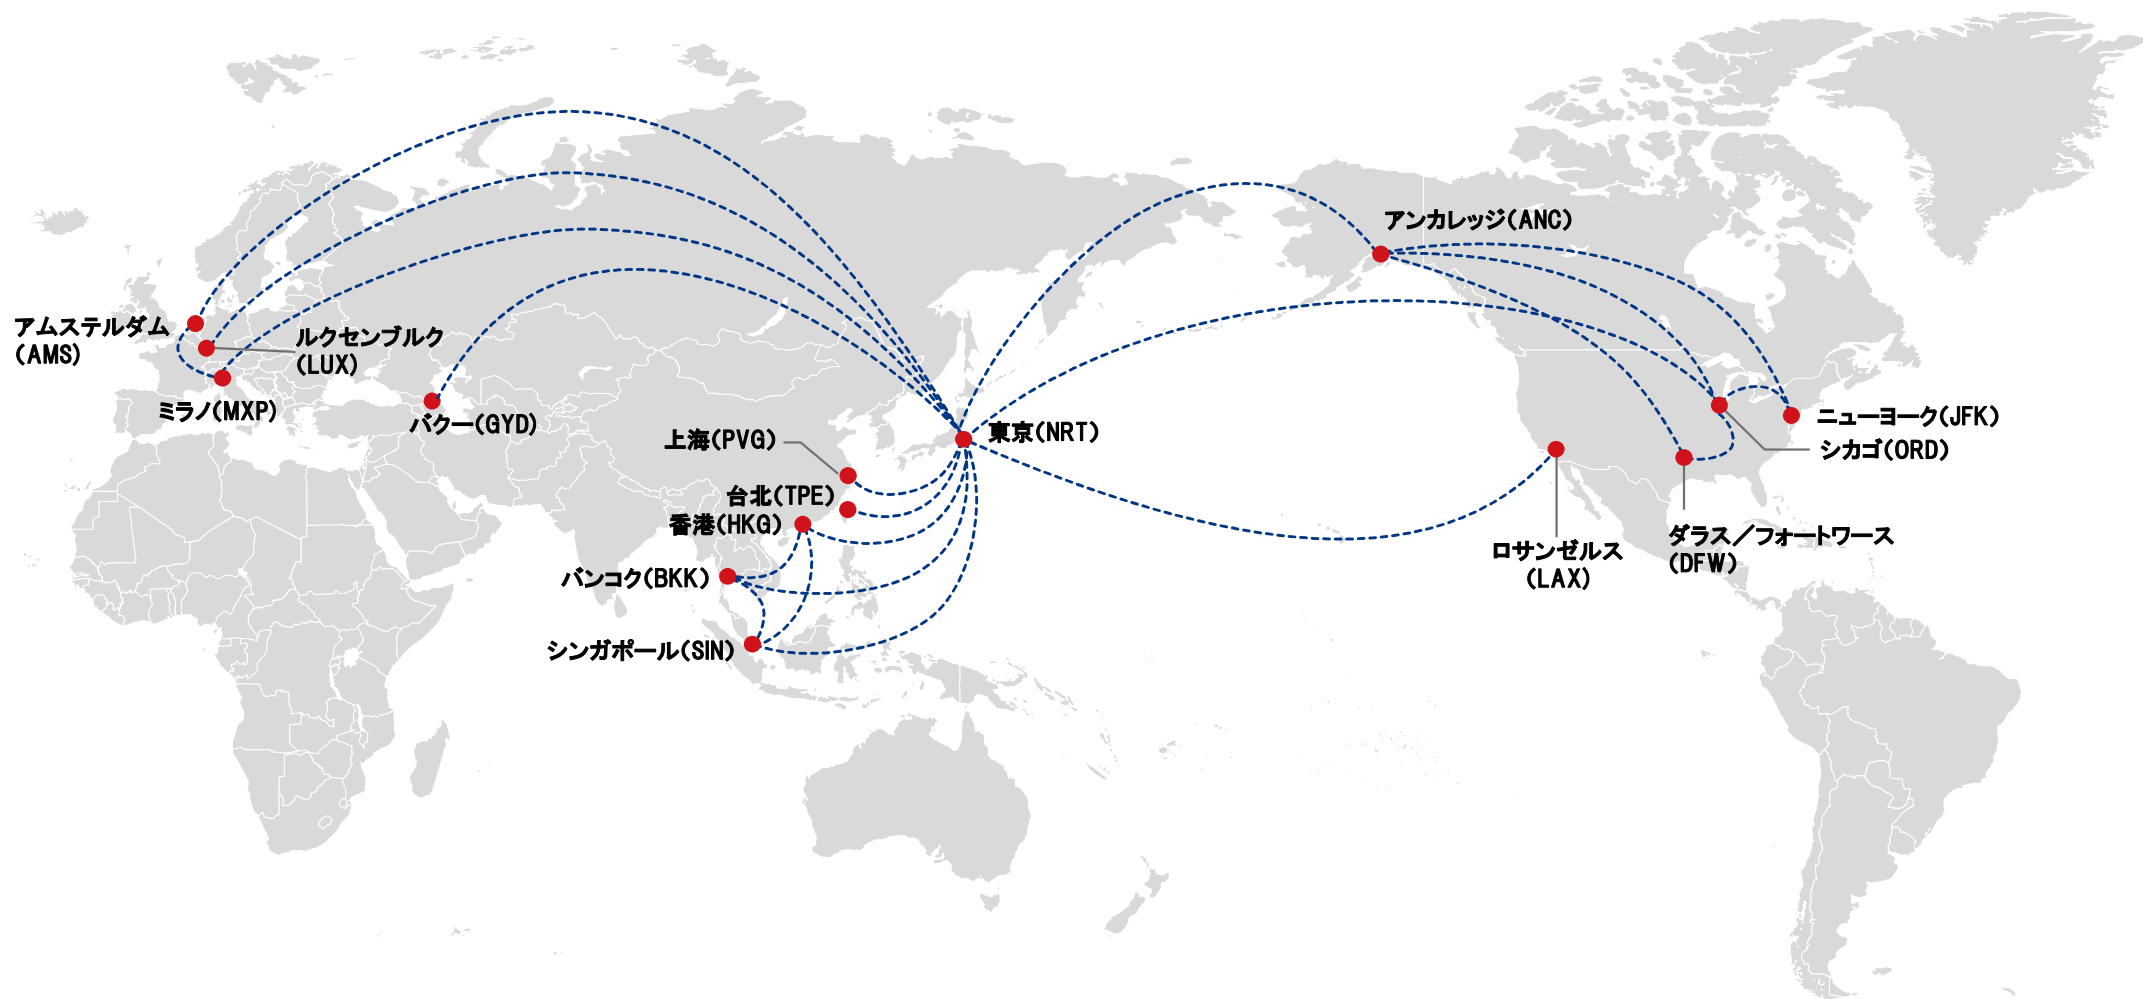 アンカレッジ(ANC)
アムステルダム
(AMS)
ルクセンブルク
(LUX)
ミラノ(MXP)
バクー(GYD)
上海(PVG)
東京(NRT)
台北(TPE)
香港(HKG)
バンコク(BKK)
シンガポール(SIN)
ニューヨーク(JFK)
シカゴ(ORD)
ロサンゼルス
(LAX)
ダラス／フォートワース
(DFW)